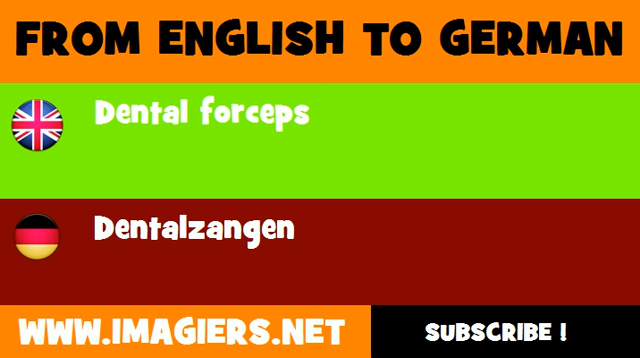 FROM ENGLISH TO GERMAN
Dental forceps
Dentalzangen
WWW.IMAGIERS.NET
SUBSCRIBE !